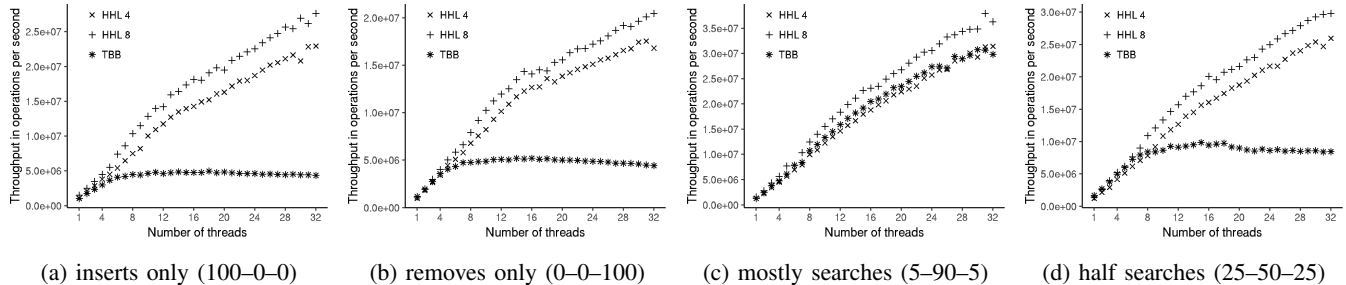 Throughput in operations per second
2.5e+07
2.0e+07
1.5e+07
1.0e+07
5.0e+06
0.0e+00
HHL 4
HHL 8
TBB
1 4 8 12 16 20 24 28 32
Number of threads
(a) inserts only (100–0–0)
Throughput in operations per second
2.0e+07
1.5e+07
1.0e+07
5.0e+06
0.0e+00
HHL 4
HHL 8
TBB
1 4 8 12 16 20 24 28 32
Number of threads
(b) removes only (0–0–100)
Throughput in operations per second
3.5e+07
3.0e+07
2.5e+07
2.0e+07
1.5e+07
1.0e+07
5.0e+06
0.0e+00
HHL 4
HHL 8
TBB
1 4 8 12 16 20 24 28 32
Number of threads
(c) mostly searches (5–90–5)
Throughput in operations per second
3.0e+07
2.5e+07
2.0e+07
1.5e+07
1.0e+07
5.0e+06
0.0e+00
HHL 4
HHL 8
TBB
1 4 8 12 16 20 24 28 32
Number of threads
(d) half searches (25–50–25)